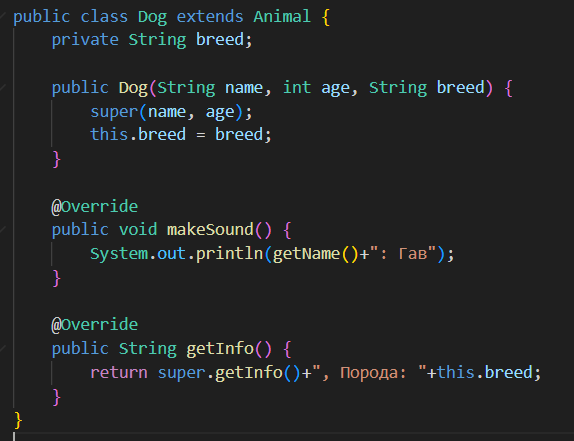 public class Dog extends Animal {
    private String breed;

    public Dog(String name, int age, String breed) {
        super(name, age);
        this.breed = breed;
    }

    @Override
    public void makeSound() {
        System.out.println(getName()+": Гав");
    }

    @Override
    public String getInfo() {
        return super.getInfo()+", Порода: "+this.breed;
    }
}